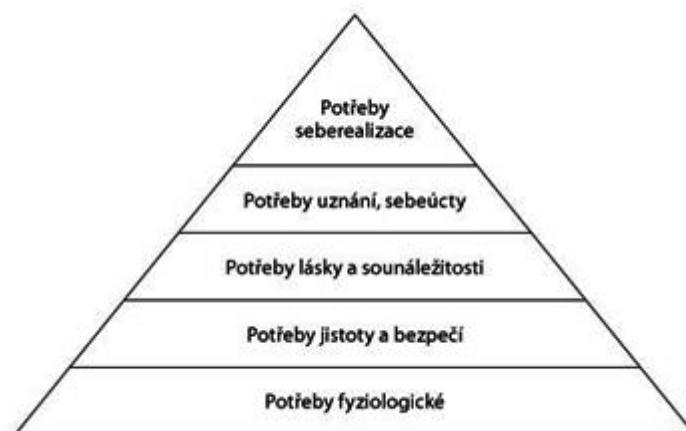 Potřeby
seberealizace
Potřeby uznání, sebeúcty
Potřeby lásky a sounáležitosti
Potřeby jistoty a bezpečí
Potřeby fyziologické